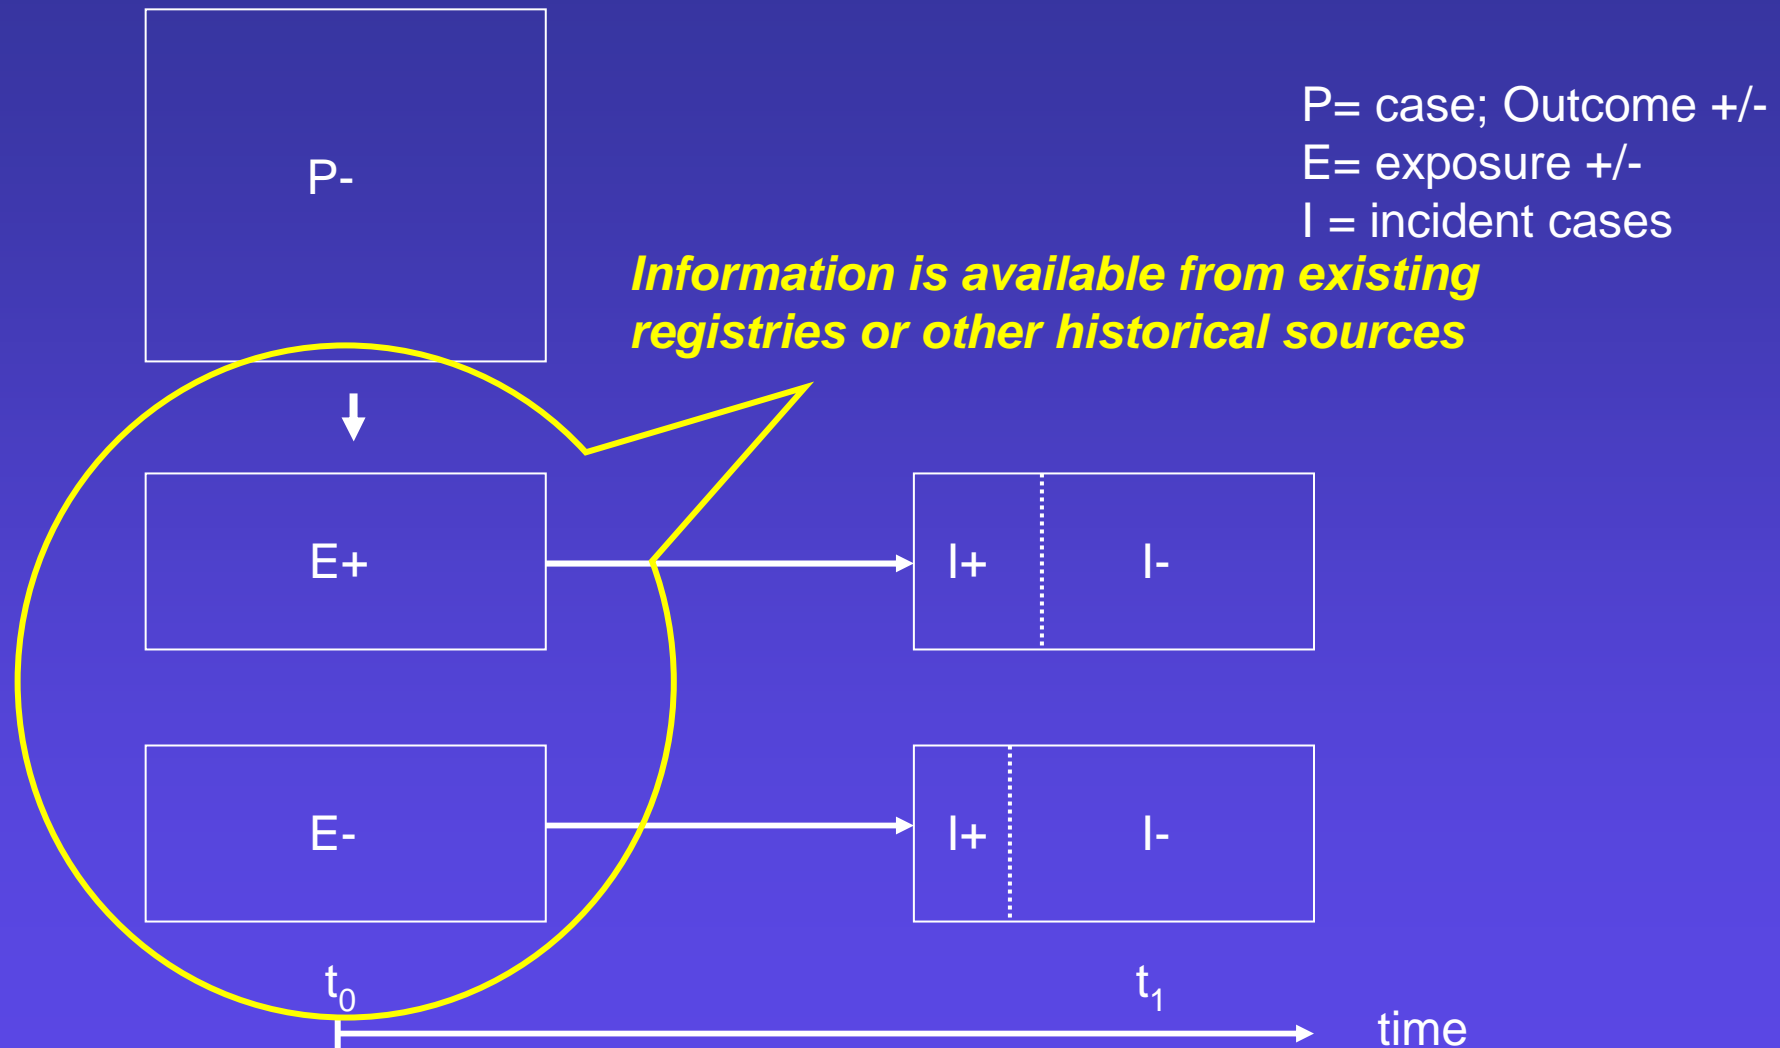 P-
P= case; Outcome +/-
E= exposure +/-
I = incident cases
Information is available from existing
registries or other historical sources
E+
I+
I-
E-
I+
I-
t0
t1
time